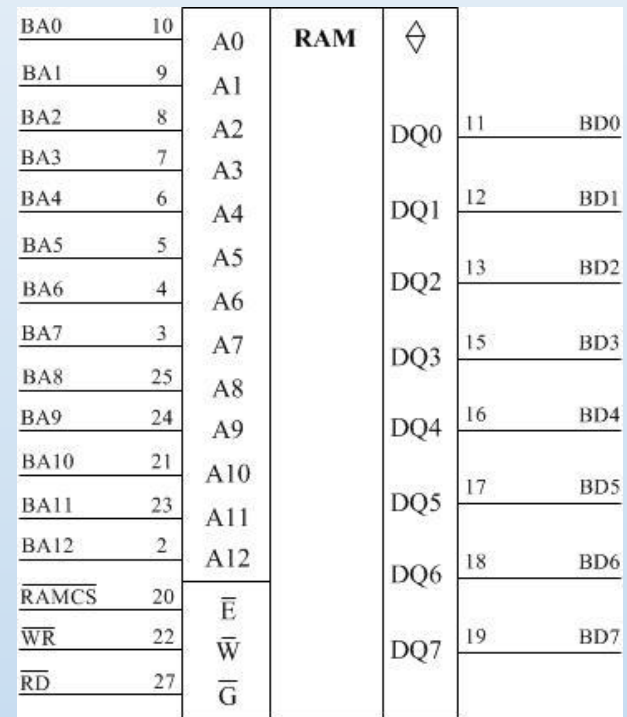 BA0 10 A0 RAM
BA1 9 A1
BA2 8 A2 DQ0 11 BD0
BA3 7 A3
BA4 6 A4 DQ1 12 BD1
BA5 5 A5
BA6 4 A6 DQ2 13 BD2
BA7 3 A7 DQ3 15 BD3
BA8 25 A8
BA9 24 A9 DQ4 16 BD4
BA10 21 A10
BA11 23 A11 DQ5 17 BD5
BA12 2 A12 DQ6 18 BD6
R̅A̅M̅C̅S̅ 20 E̅
W̅R̅ 22 W̅ DQ7 19 BD7
R̅D̅ 27 G̅